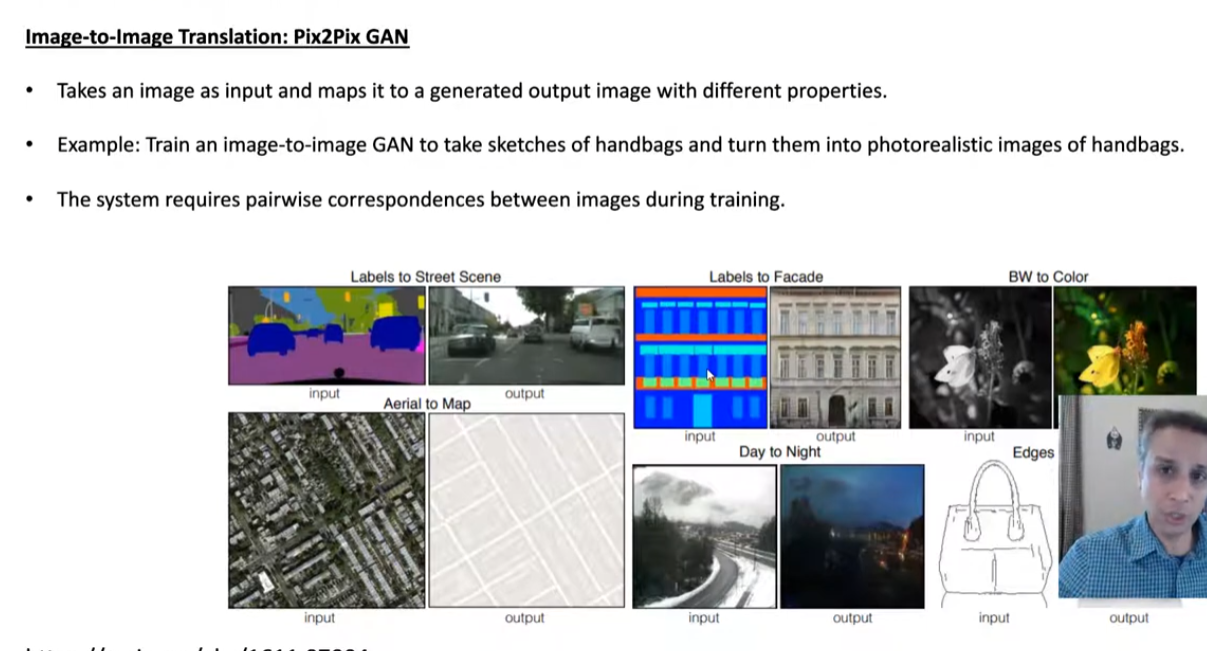 Image-to-Image Translation: Pix2Pix GAN
• Takes an image as input and maps it to a generated output image with different properties.
• Example: Train an image-to-image GAN to take sketches of handbags and turn them into photorealistic images of handbags.
• The system requires pairwise correspondences between images during training.
Labels to Street Scene
input
output
Aerial to Map
input
output
Labels to Facade
input
output
BW to Color
input
Day to Night
input
output
Edges
input
output